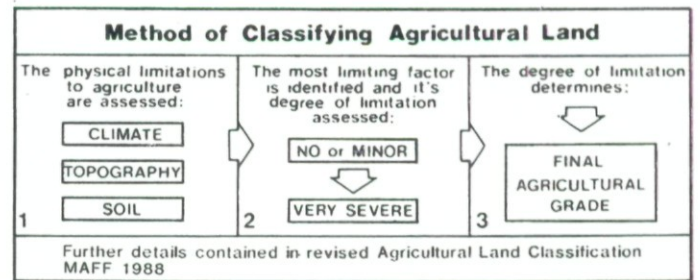 Method of Classifying Agricultural Land
The physical limitations
to agriculture
are assessed:
CLIMATE
TOPOGRAPHY
SOIL
1
The most limiting factor
is identified and it's
degree of limitation
assessed:
NO or MINOR
VERY SEVERE
2
The degree of limitation
determines:
FINAL
AGRICULTURAL
GRADE
3
Further details contained in revised Agricultural Land Classification
MAFF 1988